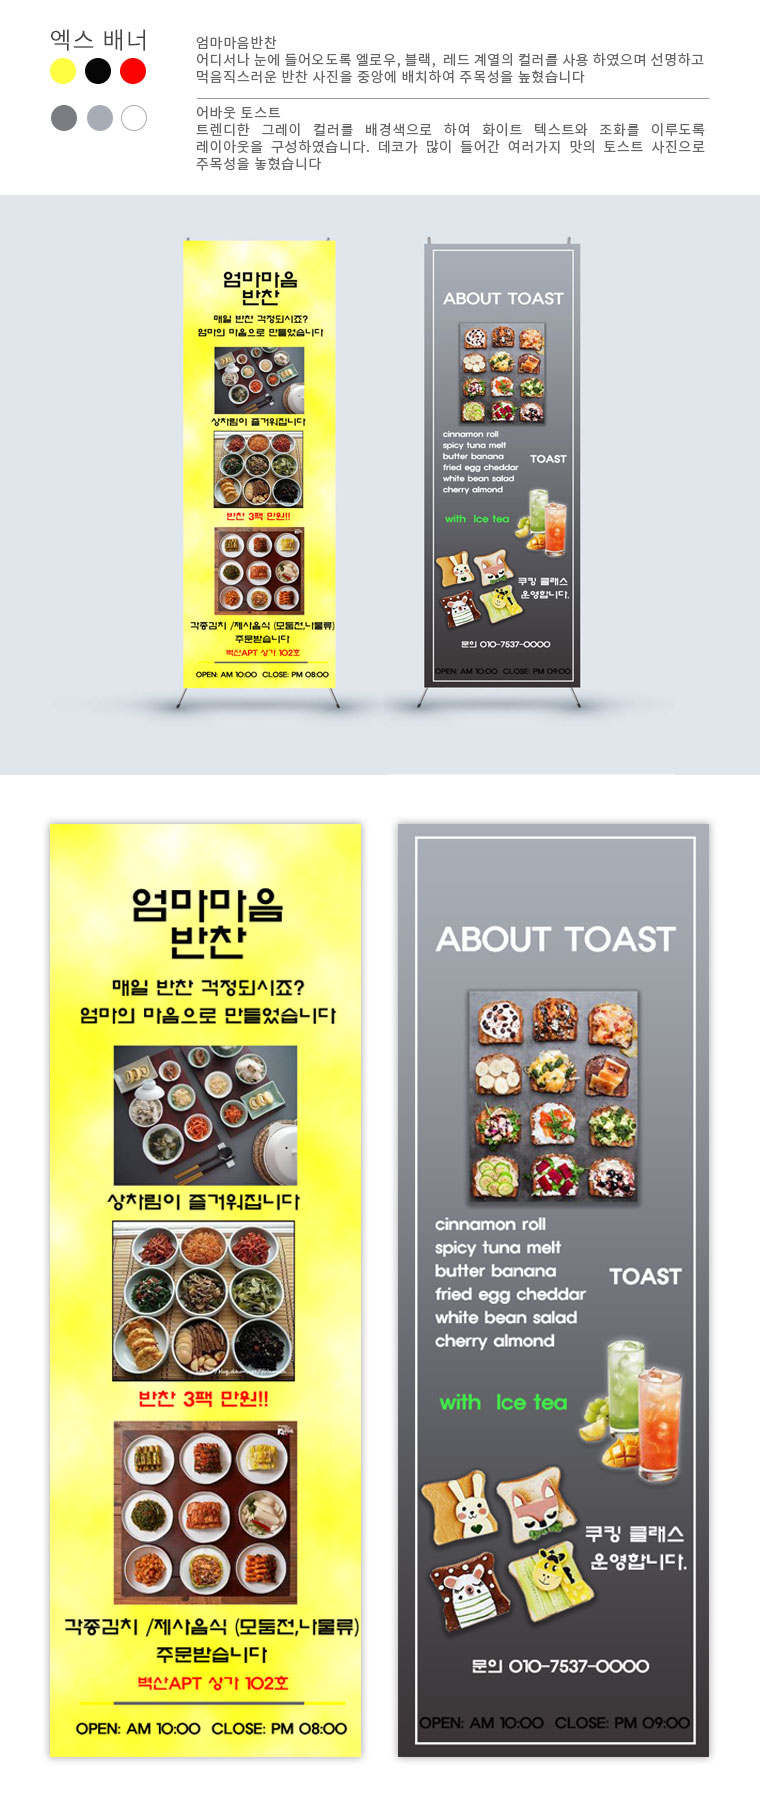 엑스 배너
엄마마음반찬
어디서나 눈에 들어오도록 엘로우, 블랙, 레드 계열의 컬러를 사용 하였으며 선명하고
먹음직스러운 반찬 사진을 중앙에 배치하여 주목성을 높혔습니다
어바웃 토스트
트렌디한 그레이 컬러를 배경색으로 하여 화이트 텍스트와 조화를 이루도록
레이아웃을 구성하였습니다. 데코가 많이 들어간 여러가지 맛의 토스트 사진으로
주목성을 놓혔습니다
엄마마음
반찬
매일 반찬 걱정되시죠?
엄마의 마음으로 만들었습니다
상차림이 즐거워집니다
반찬 3팩 만원!!
각종김치 /제사음식 (모둠전,나물류)
주문받습니다
벽산APT 상가 102호
OPEN: AM 10:00 CLOSE: PM 08:00
ABOUT TOAST
cinnamon roll
spicy tuna melt
butter banana
fried egg cheddar
white bean salad
cherry almond
TOAST
with Ice tea
쿠킹 클래스
운영합니다.
문의 010-7537-0000
OPEN: AM 10:00 CLOSE: PM 09:00
엄마마음
반찬
매일 반찬 걱정되시죠?
엄마의 마음으로 만들었습니다
상차림이 즐거워집니다
반찬 3팩 만원!!
각종김치 /제사음식 (모둠전,나물류)
주문받습니다
벽산APT 상가 102호
OPEN: AM 10:00 CLOSE: PM 08:00
ABOUT TOAST
cinnamon roll
spicy tuna melt
butter banana
fried egg cheddar
white bean salad
cherry almond
TOAST
with Ice tea
쿠킹 클래스
운영합니다.
문의 010-7537-0000
OPEN: AM 10:00 CLOSE: PM 09:00